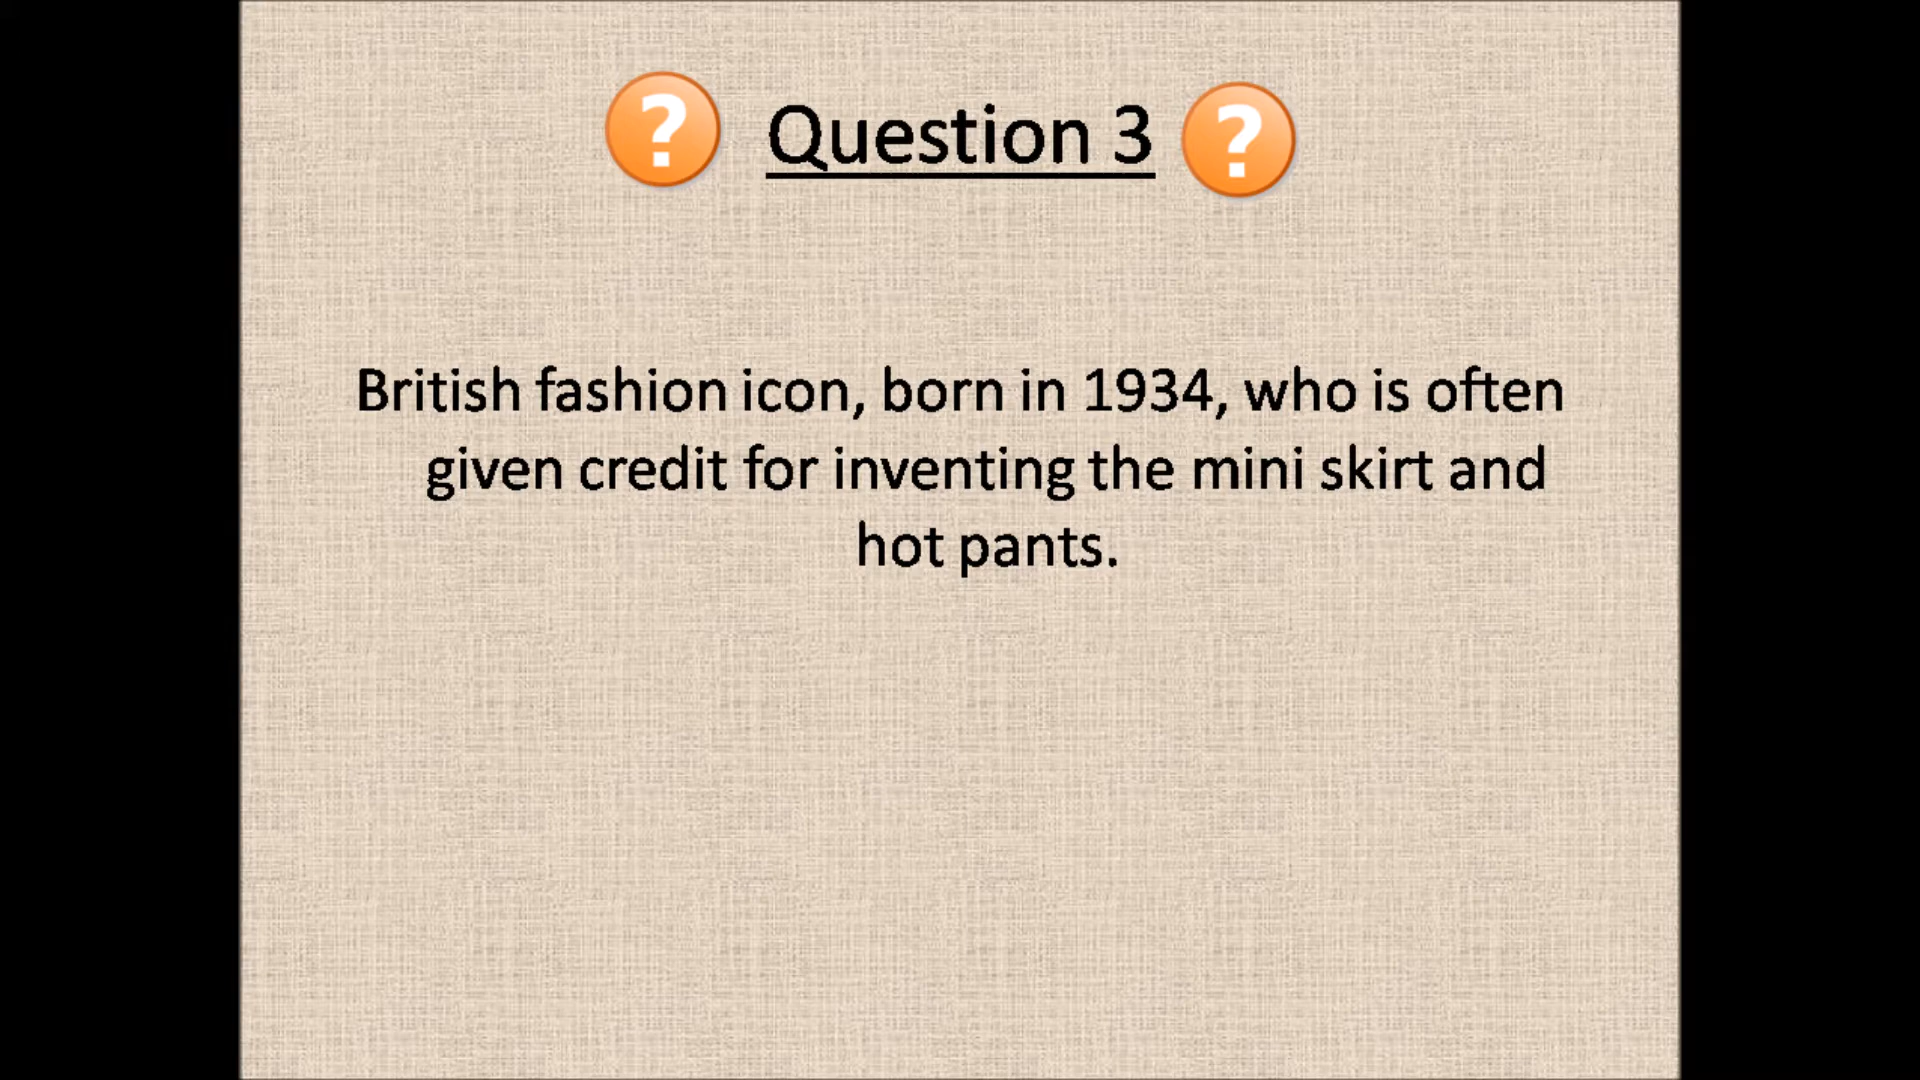 ? Question 3 ?
British fashion icon, born in 1934, who is often
given credit for inventing the mini skirt and
hot pants.